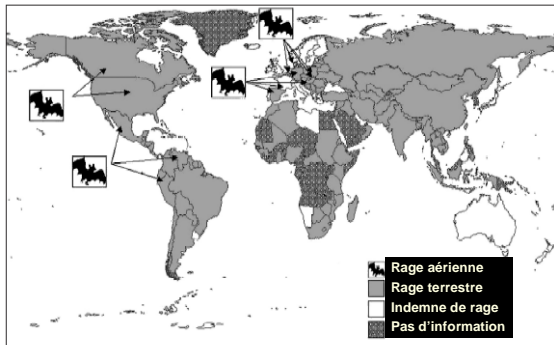 Rage aérienne
Rage terrestre
Indemne de rage
Pas d'information